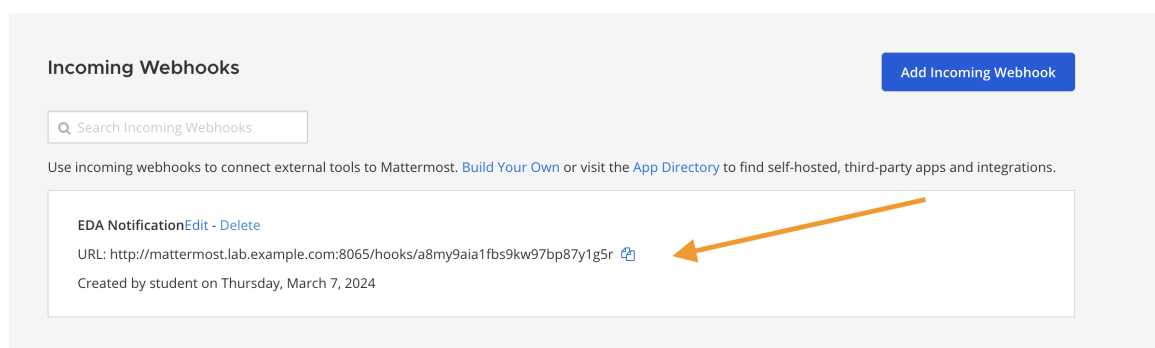 Incoming Webhooks
Add Incoming Webhook
Search Incoming Webhooks
Use incoming webhooks to connect external tools to Mattermost. Build Your Own or visit the App Directory to find self-hosted, third-party apps and integrations.
EDA NotificationEdit - Delete
URL: http://mattermost.lab.example.com:8065/hooks/a8my9aia1fbs9kw97bp87y1g5r
Created by student on Thursday, March 7, 2024